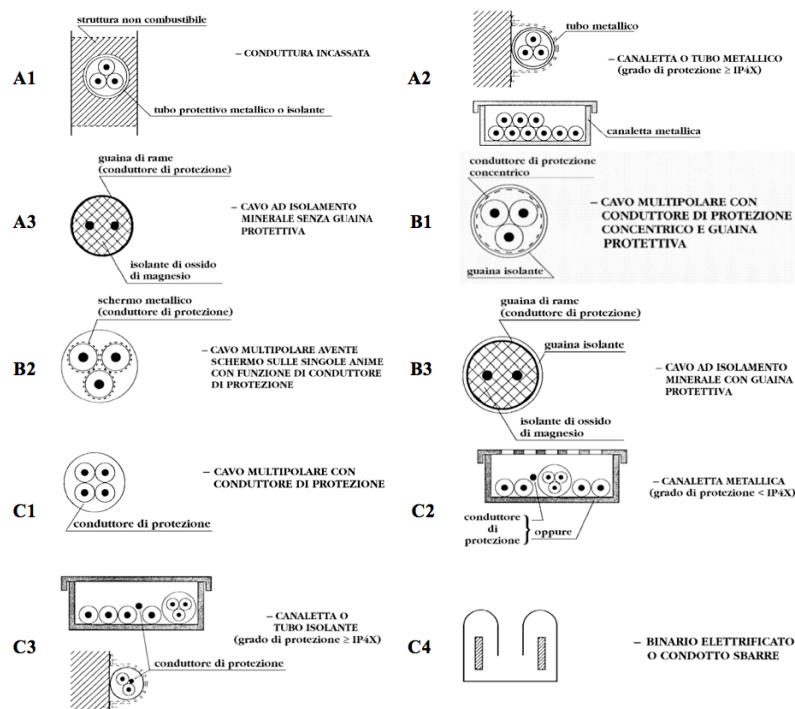 A1
struttura non combustibile
– CONDUTTURA INCASSATA
tubo protettivo metallico o isolante
A2
tubo metallico
– CANALETTA O TUBO METALLICO
(grado di protezione ≥ IP4X)
canaletta metallica
A3
guaina di rame
(conduttore di protezione)
– CAVO AD ISOLAMENTO
MINERALE SENZA GUAINA
PROTETTIVA
isolante di ossido
di magnesio
B1
conduttore di protezione
concentrico
– CAVO MULTIPOLARE CON
CONDUTTORE DI PROTEZIONE
CONCENTRICO E GUAINA
PROTETTIVA
guaina isolante
B2
schermo metallico
(conduttore di protezione)
– CAVO MULTIPOLARE AVENTE
SCHERMO SULLE SINGOLE ANIME
CON FUNZIONE DI CONDUTTORE
DI PROTEZIONE
B3
guaina di rame
(conduttore di protezione)
guaina isolante
– CAVO AD ISOLAMENTO
MINERALE CON GUAINA
PROTETTIVA
isolante di ossido
di magnesio
C1
– CAVO MULTIPOLARE CON
CONDUTTORE DI PROTEZIONE
conduttore di protezione
C2
– CANALETTA METALLICA
(grado di protezione < IP4X)
conduttore
di
protezione
oppure
C3
– CANALETTA O
TUBO ISOLANTE
(grado di protezione ≥ IP4X)
conduttore di protezione
C4
– BINARIO ELETTRIFICATO
O CONDOTTO SBARRE